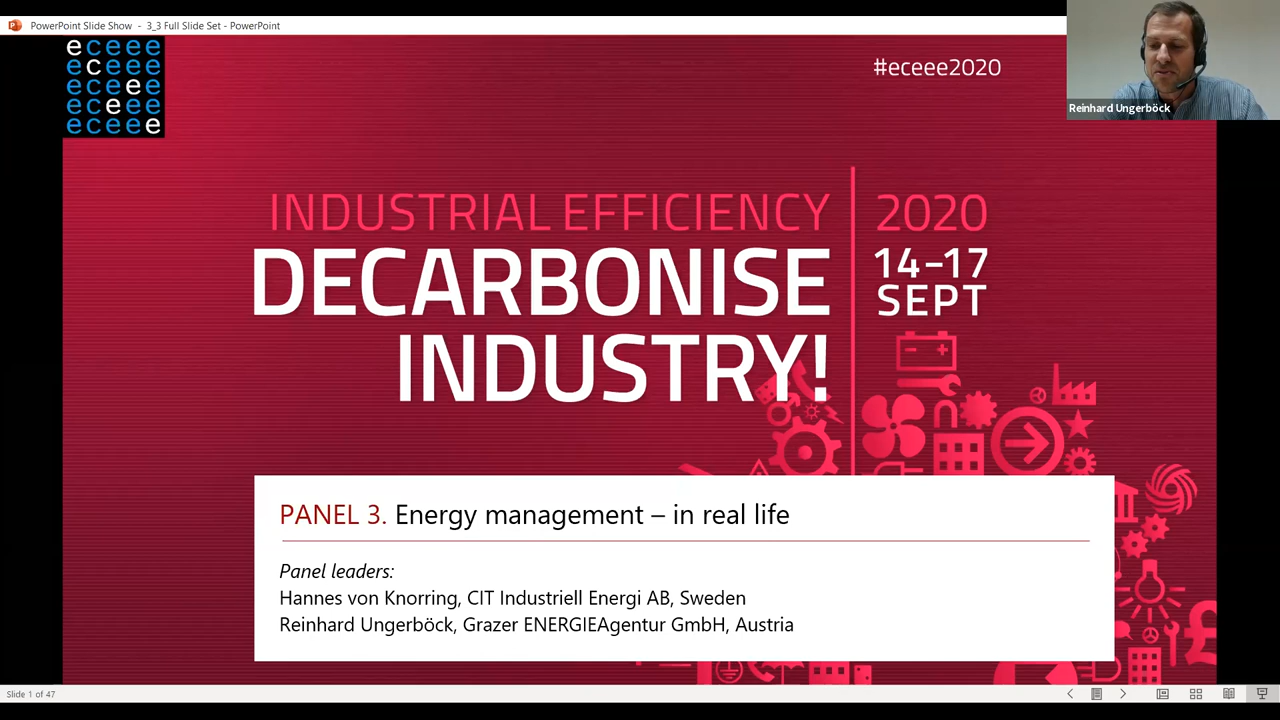 PowerPoint Slide Show - 3_3 Full Slide Set - PowerPoint
eceee
eceee
eceee
eceee
eceee
#eceee2020
Reinhard Ungerböck
INDUSTRIAL EFFICIENCY
DECARBONISE
INDUSTRY!
2020
14–17
SEPT
PANEL 3. Energy management – in real life
Panel leaders:
Hannes von Knorring, CIT Industriell Energi AB, Sweden
Reinhard Ungerböck, Grazer ENERGIEAgentur GmbH, Austria
Slide 1 of 47